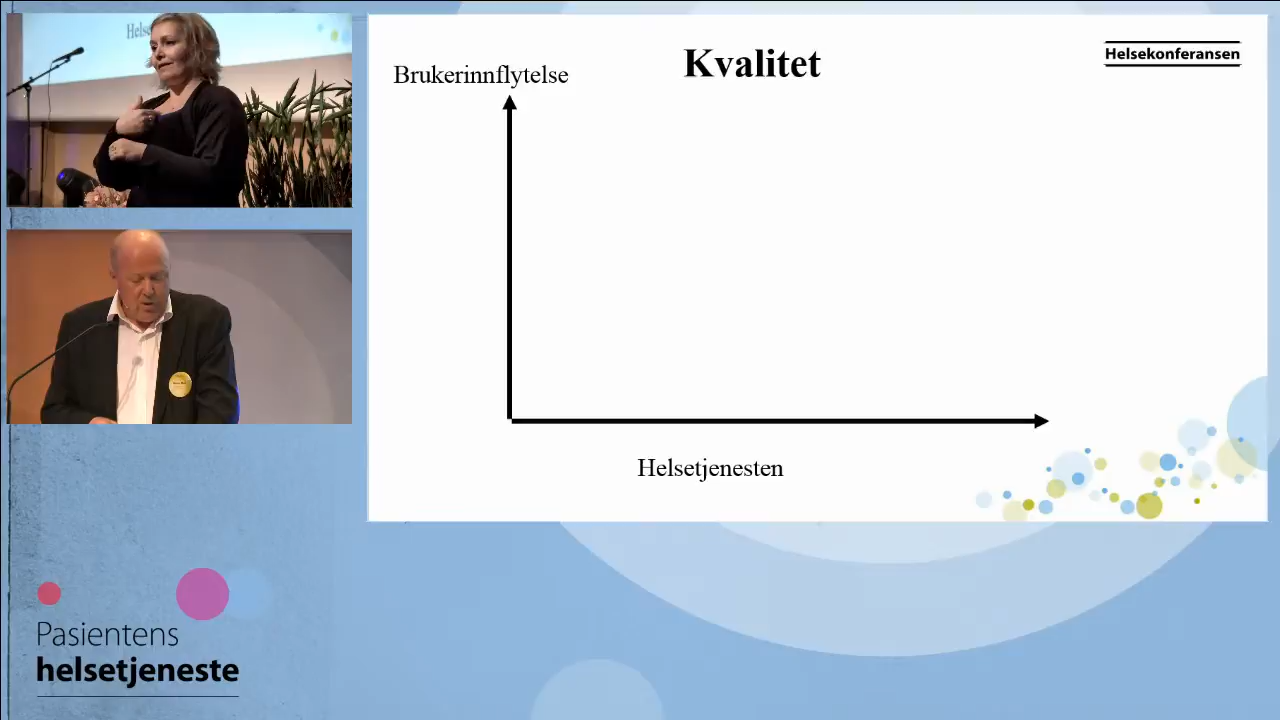 Kvalitet
Helsekonferansen
Brukerinnflytelse
Helsetjenesten
Pasientens
helsetjeneste